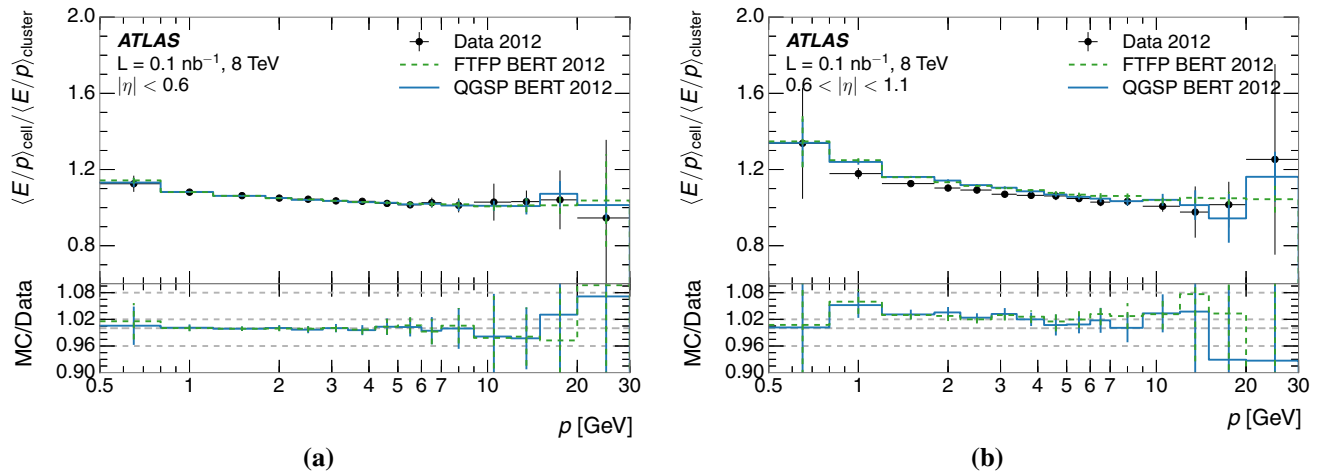 2.0
1.6
1.2
0.8
⟨E/p⟩cell/⟨E/p⟩cluster
ATLAS
L = 0.1 nb⁻¹, 8 TeV
|η| < 0.6
Data 2012
FTFP BERT 2012
QGSP BERT 2012
1.08
1.02
0.96
0.90
MC/Data
0.5 1 2 3 4 5 6 7 10 20 30
p [GeV]
(a)
2.0
1.6
1.2
0.8
⟨E/p⟩cell/⟨E/p⟩cluster
ATLAS
L = 0.1 nb⁻¹, 8 TeV
0.6 < |η| < 1.1
Data 2012
FTFP BERT 2012
QGSP BERT 2012
1.08
1.02
0.96
0.90
MC/Data
0.5 1 2 3 4 5 6 7 10 20 30
p [GeV]
(b)